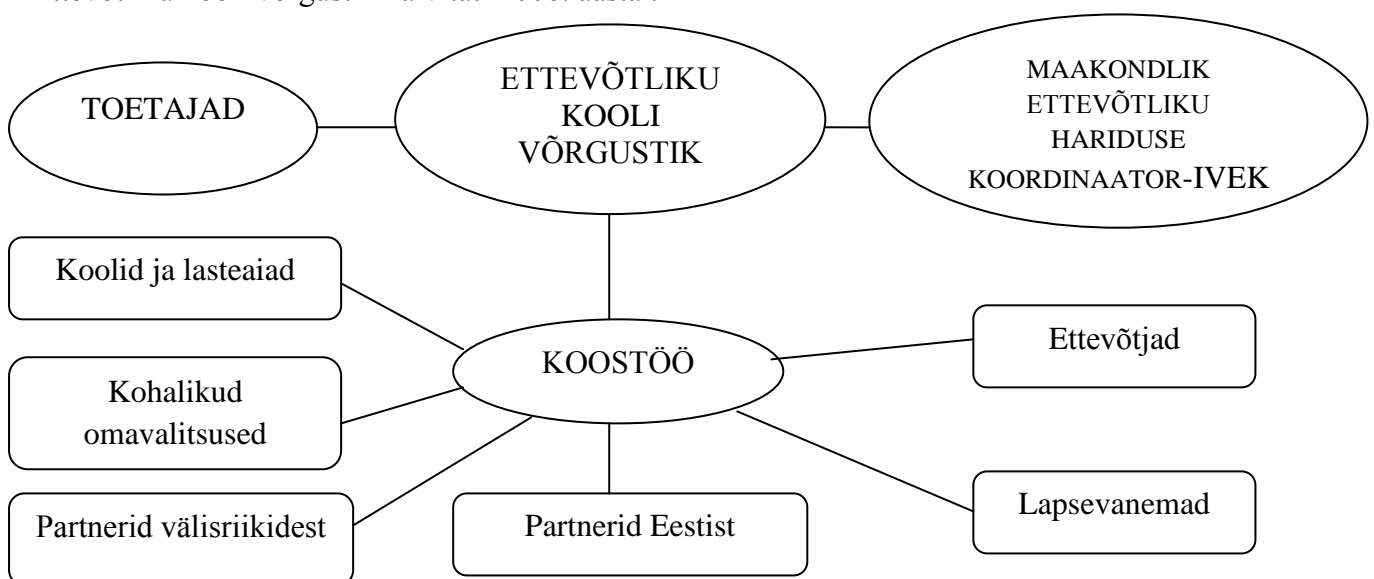 TOETAJAD
ETTEVÕTLIKU
KOOLI
VÕRGUSTIK
MAAKONDLIK
ETTEVÕTLIKU
HARIDUSE
KOORDINAATOR-IVEK
Koolid ja lasteaiad
KOOSTÖÖ
Ettevõtjad
Kohalikud
omavalitsused
Partnerid välisriikidest
Partnerid Eestist
Lapsevanemad